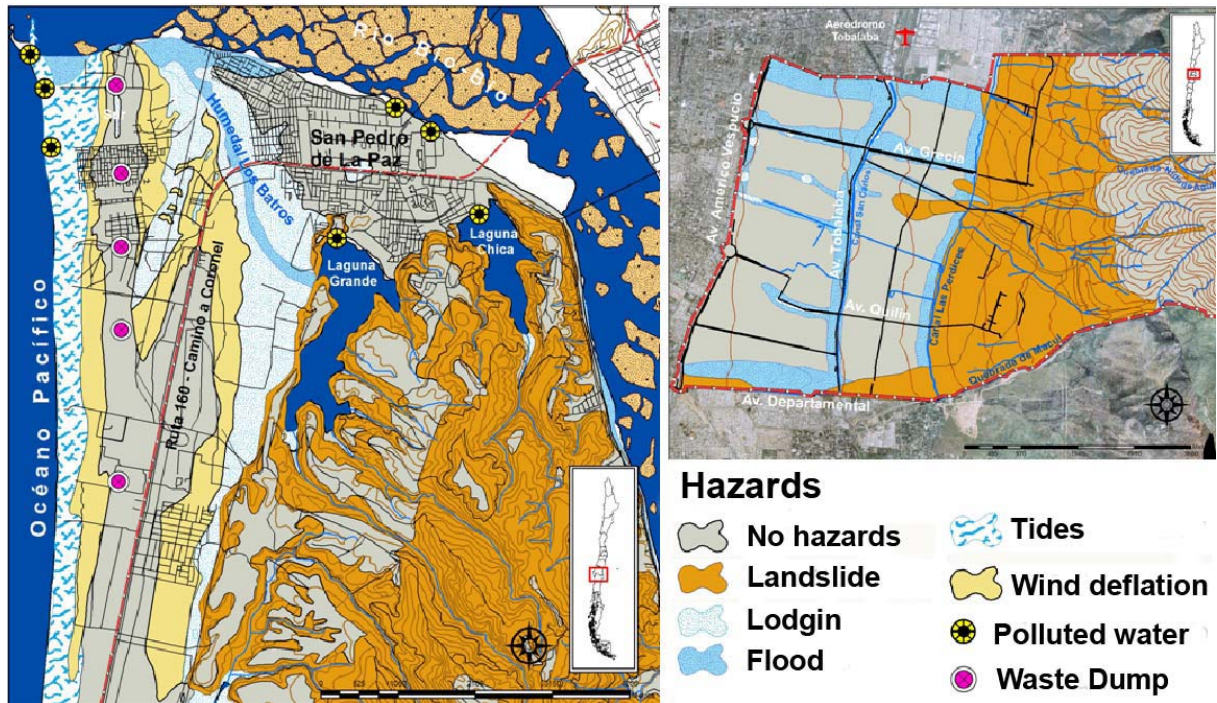 Río Bío Bío
Humedal Los Batros
San Pedro
de La Paz
Laguna
Chica
Laguna
Grande
Océano Pacífico
Ruta 160 - Camino a Coronel
Aerodromo
Tobalaba
Av. Américo Vespucio
Av. Grecia
Av. Tobalaba
Canal San Carlos
Canal Las Perdices
Av. Quilín
Quebrada de Macul
Av. Departamental
Hazards
No hazards
Landslide
Lodgin
Flood
Tides
Wind deflation
Polluted water
Waste Dump